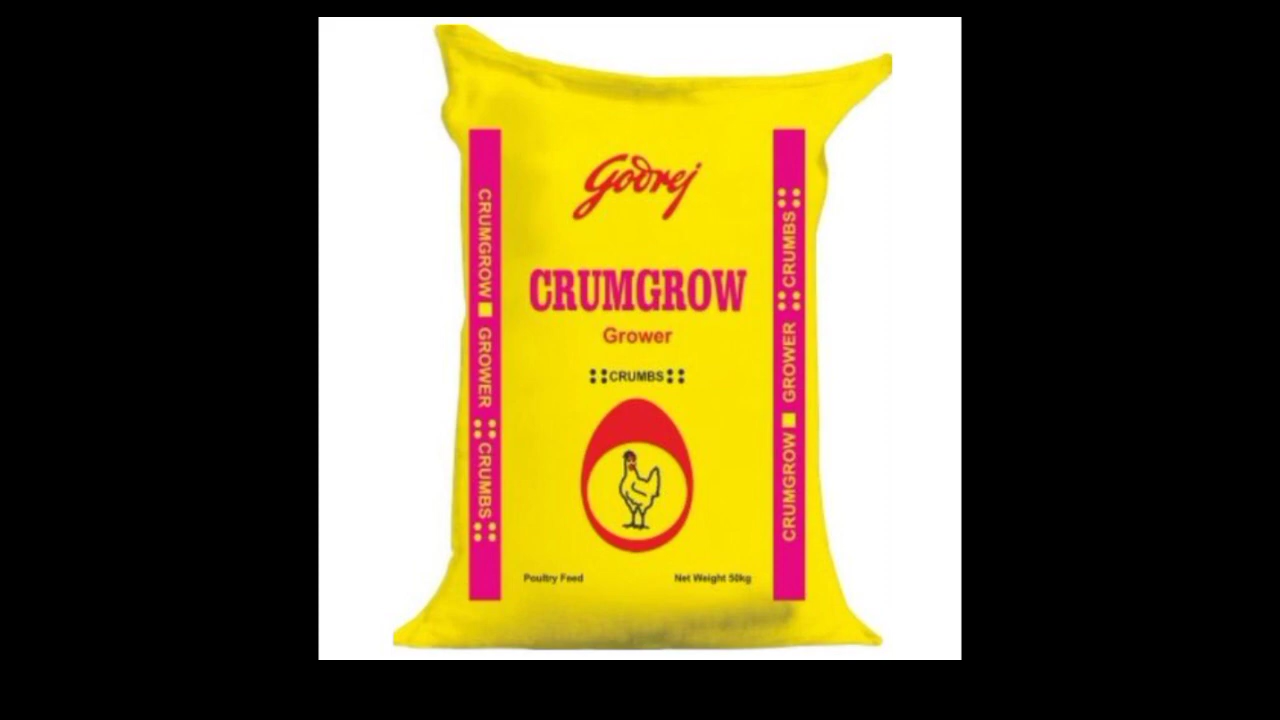 Godrej
CRUMGROW
Grower
CRUMBS
Poultry Feed
Net Weight 50kg
CRUMGROW GROWER CRUMBS
CRUMGROW GROWER CRUMBS